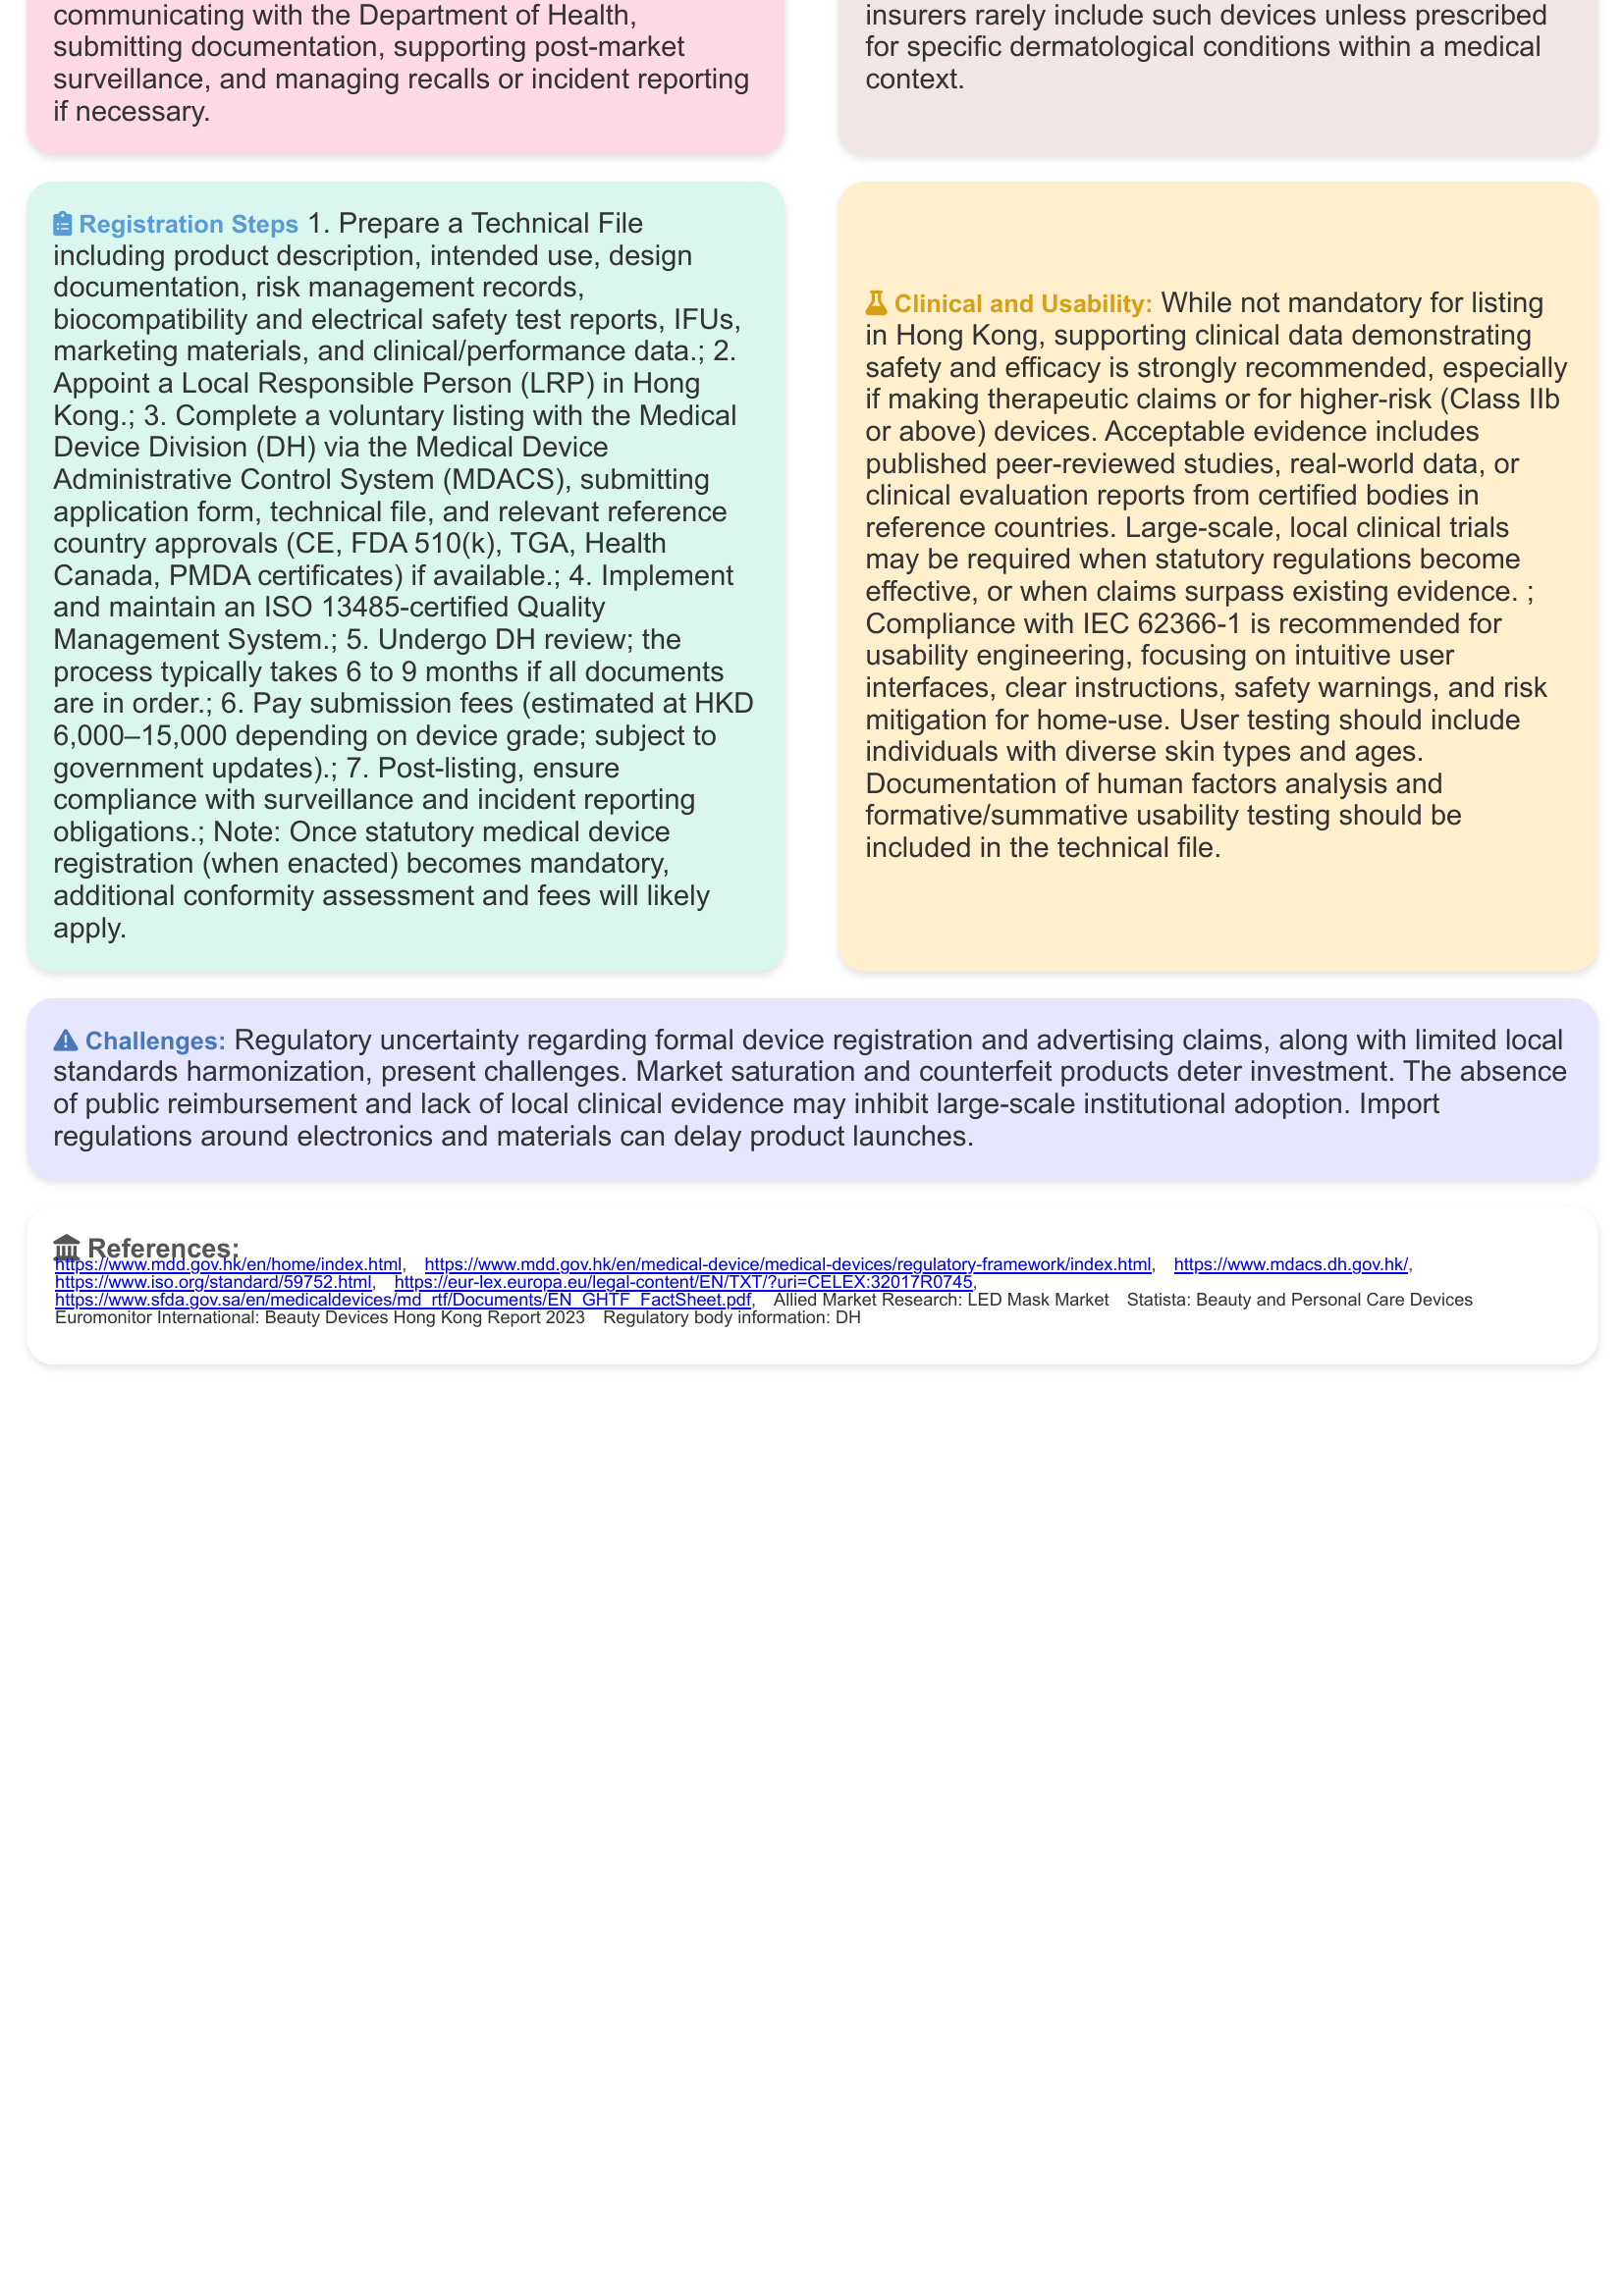 communicating with the Department of Health,
submitting documentation, supporting post-market
surveillance, and managing recalls or incident reporting
if necessary.
insurers rarely include such devices unless prescribed
for specific dermatological conditions within a medical
context.
Registration Steps 1. Prepare a Technical File
including product description, intended use, design
documentation, risk management records,
biocompatibility and electrical safety test reports, IFUs,
marketing materials, and clinical/performance data.; 2.
Appoint a Local Responsible Person (LRP) in Hong
Kong.; 3. Complete a voluntary listing with the Medical
Device Division (DH) via the Medical Device
Administrative Control System (MDACS), submitting
application form, technical file, and relevant reference
country approvals (CE, FDA 510(k), TGA, Health
Canada, PMDA certificates) if available.; 4. Implement
and maintain an ISO 13485-certified Quality
Management System.; 5. Undergo DH review; the
process typically takes 6 to 9 months if all documents
are in order.; 6. Pay submission fees (estimated at HKD
6,000–15,000 depending on device grade; subject to
government updates).; 7. Post-listing, ensure
compliance with surveillance and incident reporting
obligations.; Note: Once statutory medical device
registration (when enacted) becomes mandatory,
additional conformity assessment and fees will likely
apply.
Clinical and Usability: While not mandatory for listing
in Hong Kong, supporting clinical data demonstrating
safety and efficacy is strongly recommended, especially
if making therapeutic claims or for higher-risk (Class IIb
or above) devices. Acceptable evidence includes
published peer-reviewed studies, real-world data, or
clinical evaluation reports from certified bodies in
reference countries. Large-scale, local clinical trials
may be required when statutory regulations become
effective, or when claims surpass existing evidence. ;
Compliance with IEC 62366-1 is recommended for
usability engineering, focusing on intuitive user
interfaces, clear instructions, safety warnings, and risk
mitigation for home-use. User testing should include
individuals with diverse skin types and ages.
Documentation of human factors analysis and
formative/summative usability testing should be
included in the technical file.
Challenges: Regulatory uncertainty regarding formal device registration and advertising claims, along with limited local
standards harmonization, present challenges. Market saturation and counterfeit products deter investment. The absence
of public reimbursement and lack of local clinical evidence may inhibit large-scale institutional adoption. Import
regulations around electronics and materials can delay product launches.
References:
https://www.mdd.gov.hk/en/home/index.html, https://www.mdd.gov.hk/en/medical-device/medical-devices/regulatory-framework/index.html, https://www.mdacs.dh.gov.hk/,
https://www.iso.org/standard/59752.html, https://eur-lex.europa.eu/legal-content/EN/TXT/?uri=CELEX:32017R0745,
https://www.sfda.gov.sa/en/medicaldevices/md_rtf/Documents/EN_GHTF_FactSheet.pdf, Allied Market Research: LED Mask Market Statista: Beauty and Personal Care Devices
Euromonitor International: Beauty Devices Hong Kong Report 2023 Regulatory body information: DH